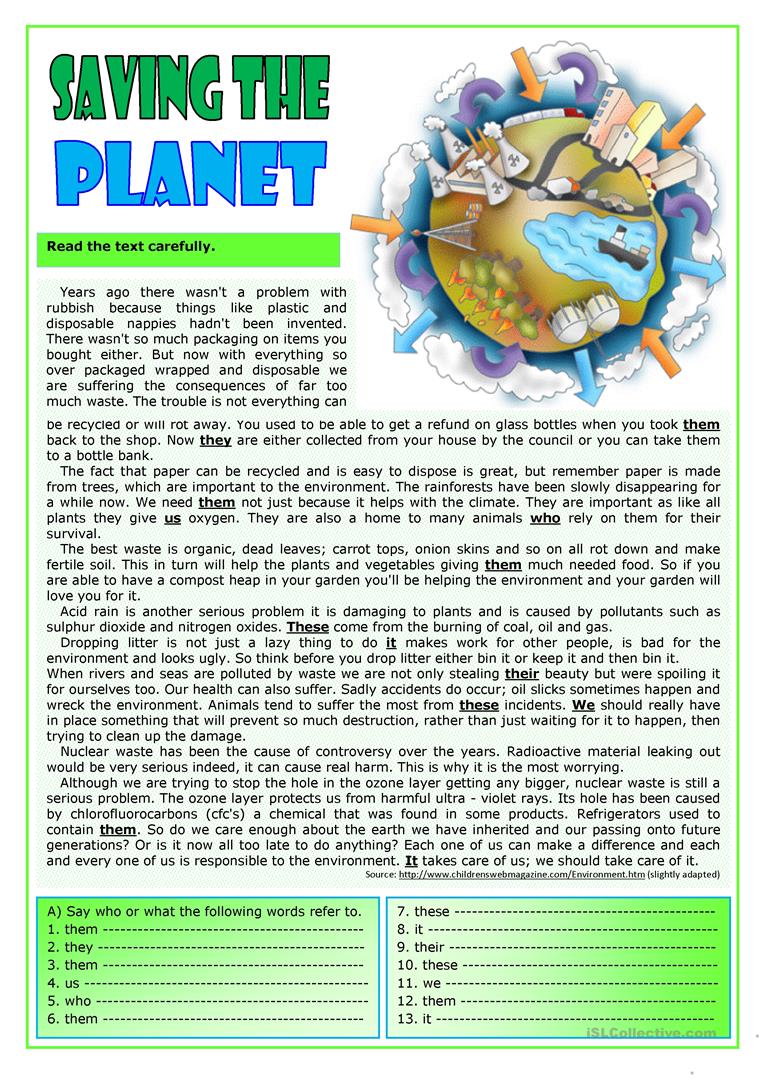 SAVING THE
PLANET
Read the text carefully.
Years ago there wasn't a problem with
rubbish because things like plastic and
disposable nappies hadn't been invented.
There wasn't so much packaging on items you
bought either. But now with everything so
over packaged wrapped and disposable we
are suffering the consequences of far too
much waste. The trouble is not everything can
be recycled or will rot away. You used to be able to get a refund on glass bottles when you took them
back to the shop. Now they are either collected from your house by the council or you can take them
to a bottle bank.
The fact that paper can be recycled and is easy to dispose is great, but remember paper is made
from trees, which are important to the environment. The rainforests have been slowly disappearing for
a while now. We need them not just because it helps with the climate. They are important as like all
plants they give us oxygen. They are also a home to many animals who rely on them for their
survival.
The best waste is organic, dead leaves; carrot tops, onion skins and so on all rot down and make
fertile soil. This in turn will help the plants and vegetables giving them much needed food. So if you
are able to have a compost heap in your garden you'll be helping the environment and your garden will
love you for it.
Acid rain is another serious problem it is damaging to plants and is caused by pollutants such as
sulphur dioxide and nitrogen oxides. These come from the burning of coal, oil and gas.
Dropping litter is not just a lazy thing to do it makes work for other people, is bad for the
environment and looks ugly. So think before you drop litter either bin it or keep it and then bin it.
When rivers and seas are polluted by waste we are not only stealing their beauty but were spoiling it
for ourselves too. Our health can also suffer. Sadly accidents do occur; oil slicks sometimes happen and
wreck the environment. Animals tend to suffer the most from these incidents. We should really have
in place something that will prevent so much destruction, rather than just waiting for it to happen, then
trying to clean up the damage.
Nuclear waste has been the cause of controversy over the years. Radioactive material leaking out
would be very serious indeed, it can cause real harm. This is why it is the most worrying.
Although we are trying to stop the hole in the ozone layer getting any bigger, nuclear waste is still a
serious problem. The ozone layer protects us from harmful ultra - violet rays. Its hole has been caused
by chlorofluorocarbons (cfc's) a chemical that was found in some products. Refrigerators used to
contain them. So do we care enough about the earth we have inherited and our passing onto future
generations? Or is it now all too late to do anything? Each one of us can make a difference and each
and every one of us is responsible to the environment. It takes care of us; we should take care of it.
Source: http://www.childrenswebmagazine.com/Environment.htm (slightly adapted)
A) Say who or what the following words refer to.
1. them --------------------------------------------
2. they --------------------------------------------
3. them --------------------------------------------
4. us ------------------------------------------------
5. who ----------------------------------------------
6. them --------------------------------------------
7. these --------------------------------------------
8. it --------------------------------------------------
9. their ---------------------------------------------
10. these -------------------------------------------
11. we ----------------------------------------------
12. them -------------------------------------------
13. it -----------------------------------------------
iSLCollective.com